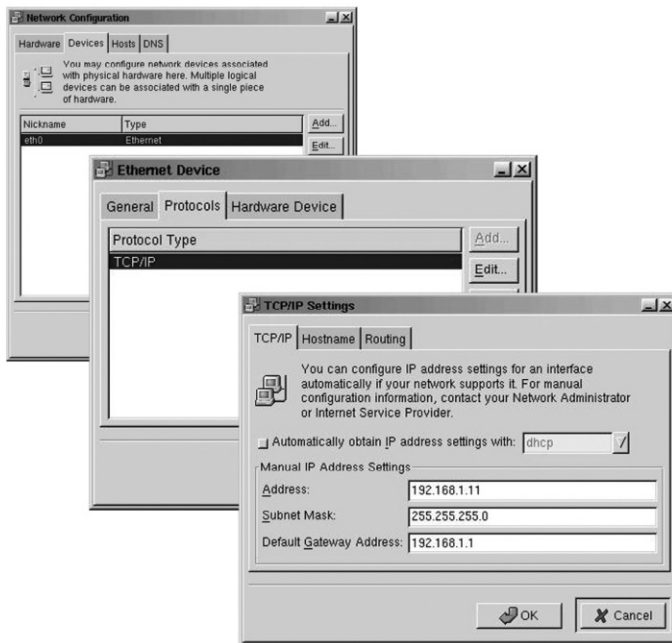 Network Configuration
Hardware Devices Hosts DNS
You may configure network devices associated
with physical hardware here. Multiple logical
devices can be associated with a single piece
of hardware.
Nickname Type
eth0 Ethernet
Add...
Edit...
Ethernet Device
General Protocols Hardware Device
Protocol Type
TCP/IP
Add...
Edit...
TCP/IP Settings
TCP/IP Hostname Routing
You can configure IP address settings for an interface
automatically if your network supports it. For manual
configuration information, contact your Network Administrator
or Internet Service Provider.
Automatically obtain IP address settings with: dhcp
Manual IP Address Settings
Address: 192.168.1.11
Subnet Mask: 255.255.255.0
Default Gateway Address: 192.168.1.1
OK Cancel